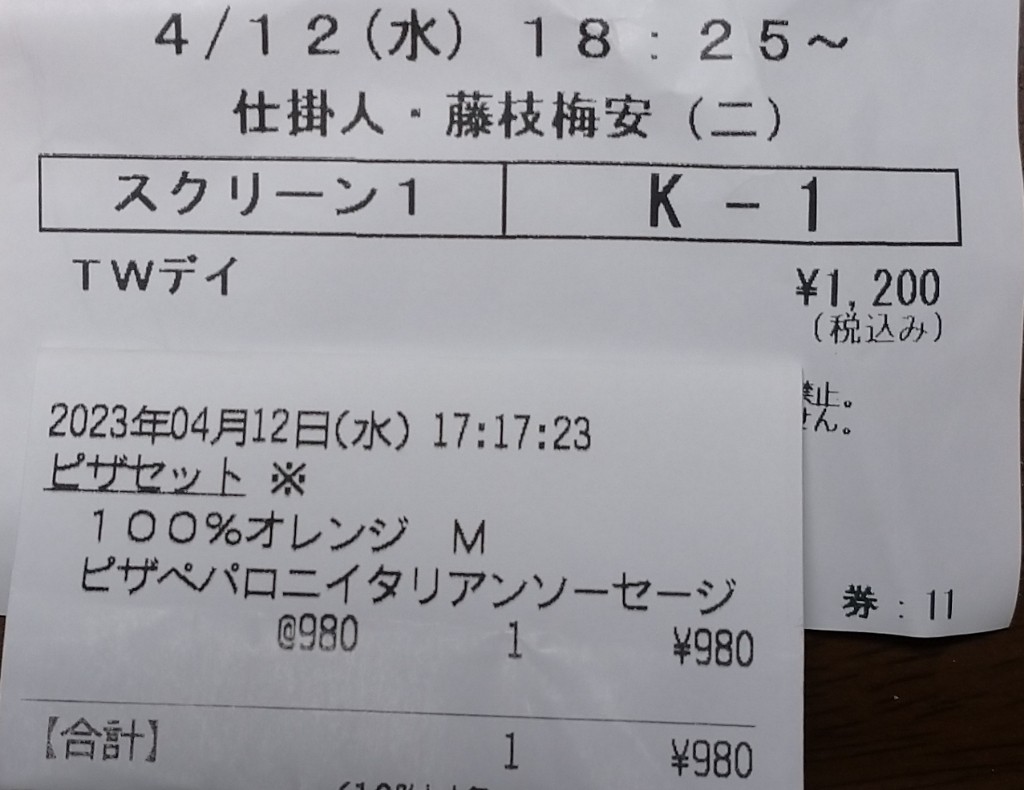 4/12(水) 18:25~
仕掛人・藤枝梅安(二)
スクリーン1 K-1
TWデイ ¥1,200
(税込み)
禁止。
せん。
券:11
2023年04月12日(水) 17:17:23
ピザセット ※
100%オレンジ M
ピザペパロニイタリアンソーセージ
@980 1 ¥980
【合計】 1 ¥980